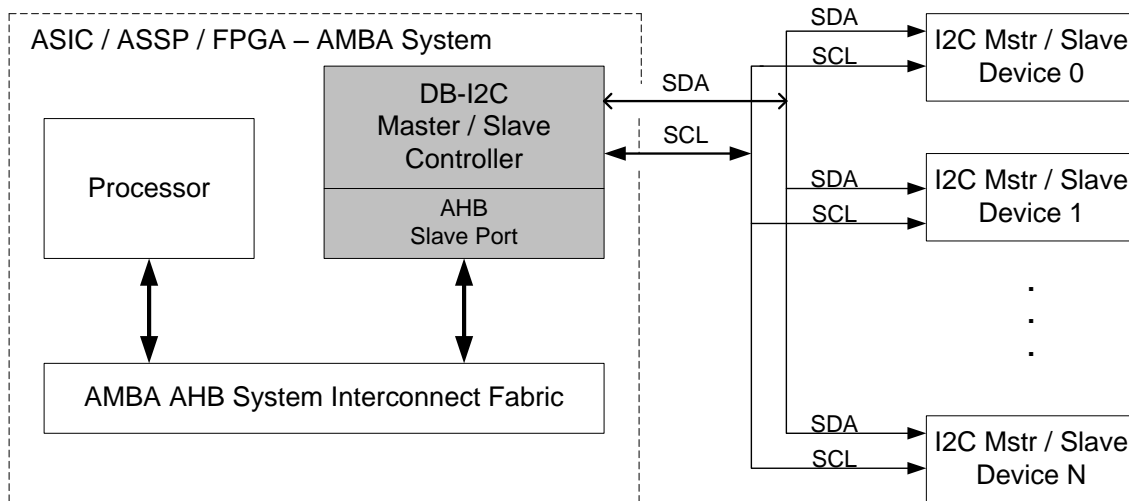 ASIC / ASSP / FPGA – AMBA System
Processor
DB-I2C
Master / Slave
Controller
AHB
Slave Port
AMBA AHB System Interconnect Fabric
SDA
SCL
SDA
SCL
I2C Mstr / Slave
Device 0
SDA
SCL
I2C Mstr / Slave
Device 1
.
.
.
SDA
SCL
I2C Mstr / Slave
Device N